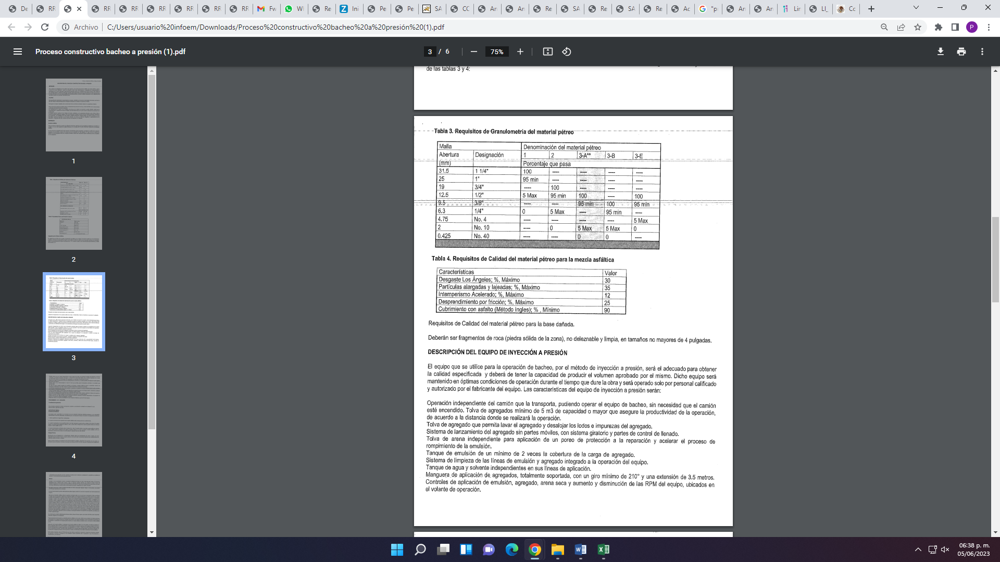 De RR RR RR RR RR RR RR Fw WI Re Ini Pe Pe SA CC An An Re SA Re SA Re Ac "pi An An Lin LI_ Cc
Archivo C:/Users/usuario%20infoem/Downloads/Proceso%20constructivo%20bacheo%20a%20presión%20(1).pdf
P
Proceso constructivo bacheo a presión (1).pdf
3 / 6 75%
1
2
3
4
de las tablas 3 y 4:
Tabla 3. Requisitos de Granulometría del material pétreo
Malla Denominación del material pétreo
Abertura Designación 1 2 3-A** 3-B 3-E
(mm) Porcentaje que pasa
31.5 1 1/4" 100 ---- ---- ---- ----
25 1" 95 min ---- ---- ---- ----
19 3/4" ---- 100 ---- ---- ----
12.5 1/2" 5 Max 95 min 100 ---- 100
9.5 3/8" ---- ---- 95 min 100 95 min
6.3 1/4" 0 5 Max ---- 95 min ----
4.75 No. 4 ---- ---- ---- ---- 5 Max
2 No. 10 ---- 0 5 Max 5 Max 0
0.425 No. 40 ---- ---- 0 0 ----
Tabla 4. Requisitos de Calidad del material pétreo para la mezcla asfáltica
Características Valor
Desgaste Los Ángeles; %, Máximo 30
Partículas alargadas y lajeadas; %, Máximo 35
Intemperismo Acelerado; %, Máximo 12
Desprendimiento por fricción; %, Máximo 25
Cubrimiento con asfalto (Método Ingles); % , Mínimo 90
Requisitos de Calidad del material pétreo para la base dañada.
Deberán ser fragmentos de roca (piedra sólida de la zona), no deleznable y limpia, en tamaños no mayores de 4 pulgadas.
DESCRIPCIÓN DEL EQUIPO DE INYECCIÓN A PRESIÓN
El equipo que se utilice para la operación de bacheo, por el método de inyección a presión, será el adecuado para obtener
la calidad especificada y deberá de tener la capacidad de producir el volumen aprobado por el mismo. Dicho equipo será
mantenido en óptimas condiciones de operación durante el tiempo que dure la obra y será operado solo por personal calificado
y autorizado por el fabricante del equipo. Las características del equipo de inyección a presión serán:
Operación independiente del camión que la transporta, pudiendo operar el equipo de bacheo, sin necesidad que el camión
esté encendido. Tolva de agregados mínimo de 5 m3 de capacidad o mayor que asegure la productividad de la operación,
de acuerdo a la distancia donde se realizará la operación.
Tolva de agregado que permita lavar el agregado y desalojar los lodos e impurezas del agregado.
Sistema de lanzamiento del agregado sin partes móviles, con sistema giratorio y partes de control de llenado.
Tolva de arena independiente para aplicación de un poreo de protección a la reparación y acelerar el proceso de
rompimiento de la emulsión.
Tanque de emulsión de un mínimo de 2 veces la cobertura de la carga de agregado.
Sistema de limpieza de las líneas de emulsión y agregado integrado a la operación del equipo.
Tanque de agua y solvente independientes en sus líneas de aplicación.
Manguera de aplicación de agregados, totalmente soportada, con un giro mínimo de 210° y una extensión de 3.5 metros.
Controles de aplicación de emulsión, agregado, arena seca y aumento y disminución de las RPM del equipo, ubicados en
el volante de operación.
06:38 p. m.
05/06/2023